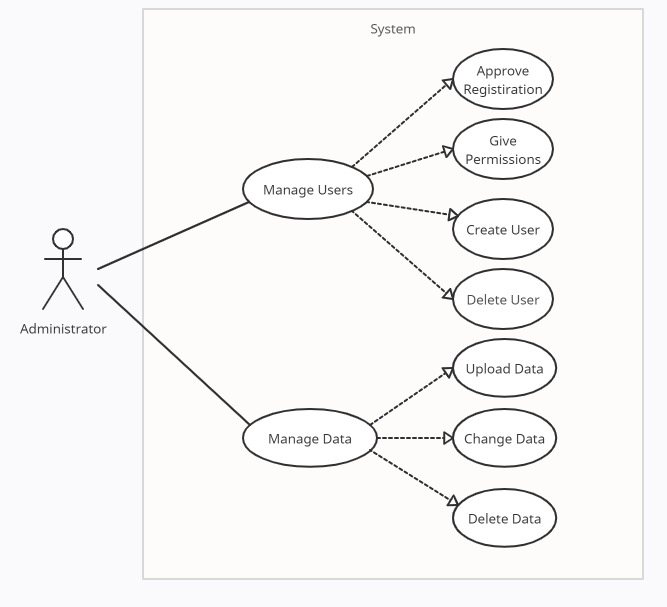 System
Approve
Registiration
Give
Permissions
Manage Users
Create User
Administrator
Delete User
Upload Data
Manage Data
Change Data
Delete Data